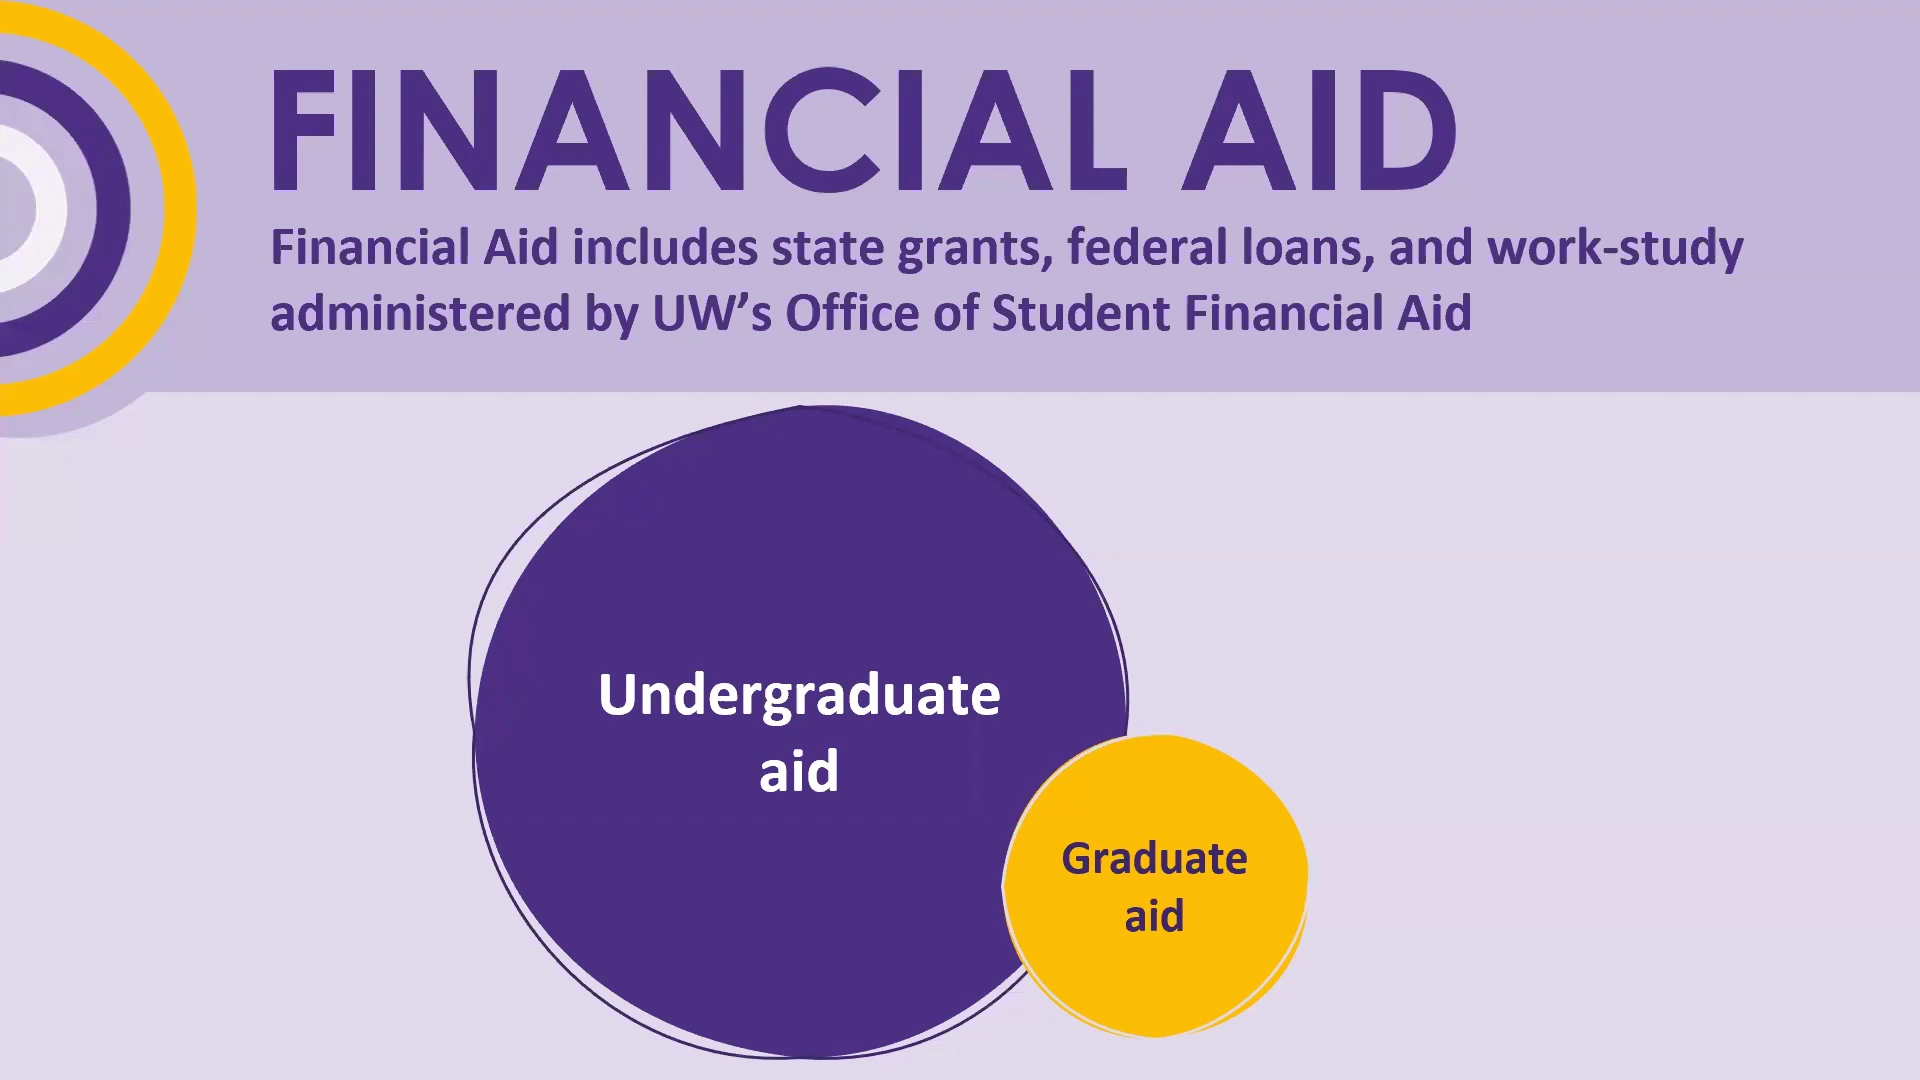 FINANCIAL AID
Financial Aid includes state grants, federal loans, and work-study
administered by UW’s Office of Student Financial Aid
Undergraduate
aid
Graduate
aid